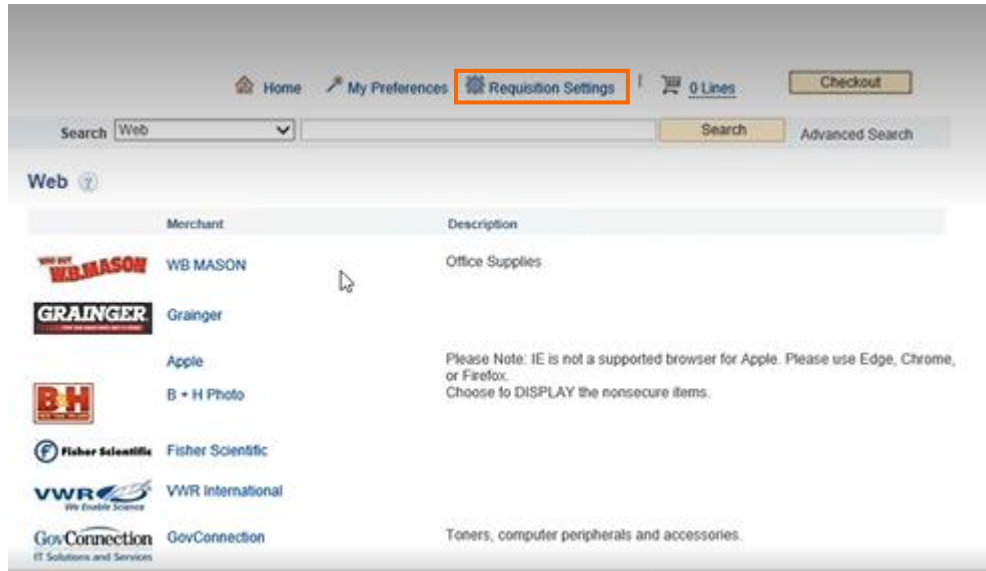 Home My Preferences Requisition Settings 0 Lines Checkout
Search Web Search Advanced Search
Web ?
Merchant Description
W.B.MASON WB MASON Office Supplies
GRAINGER Grainger
Apple Please Note: IE is not a supported browser for Apple. Please use Edge, Chrome,
or Firefox.
B H B + H Photo Choose to DISPLAY the nonsecure items.
Fisher Scientific Fisher Scientific
VWR VWR International
We Enable Science
GovConnection GovConnection Toners, computer peripherals and accessories.
IT Solutions and Services